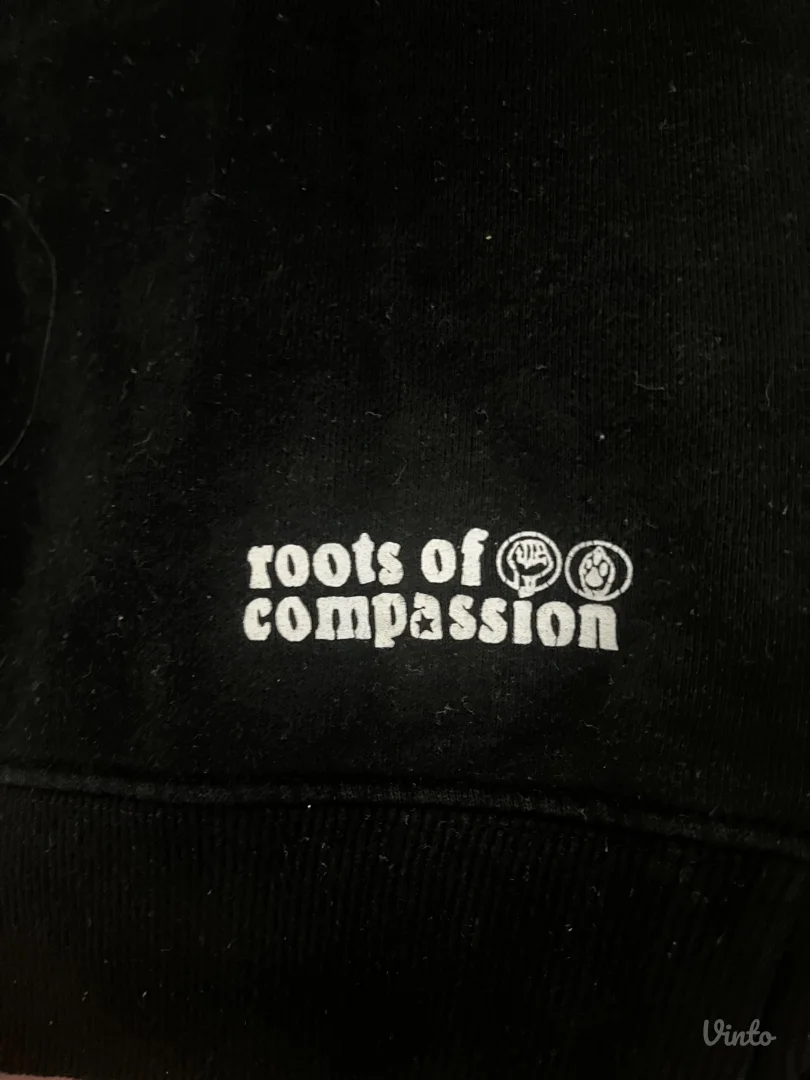 roots of
compassion
Vinto